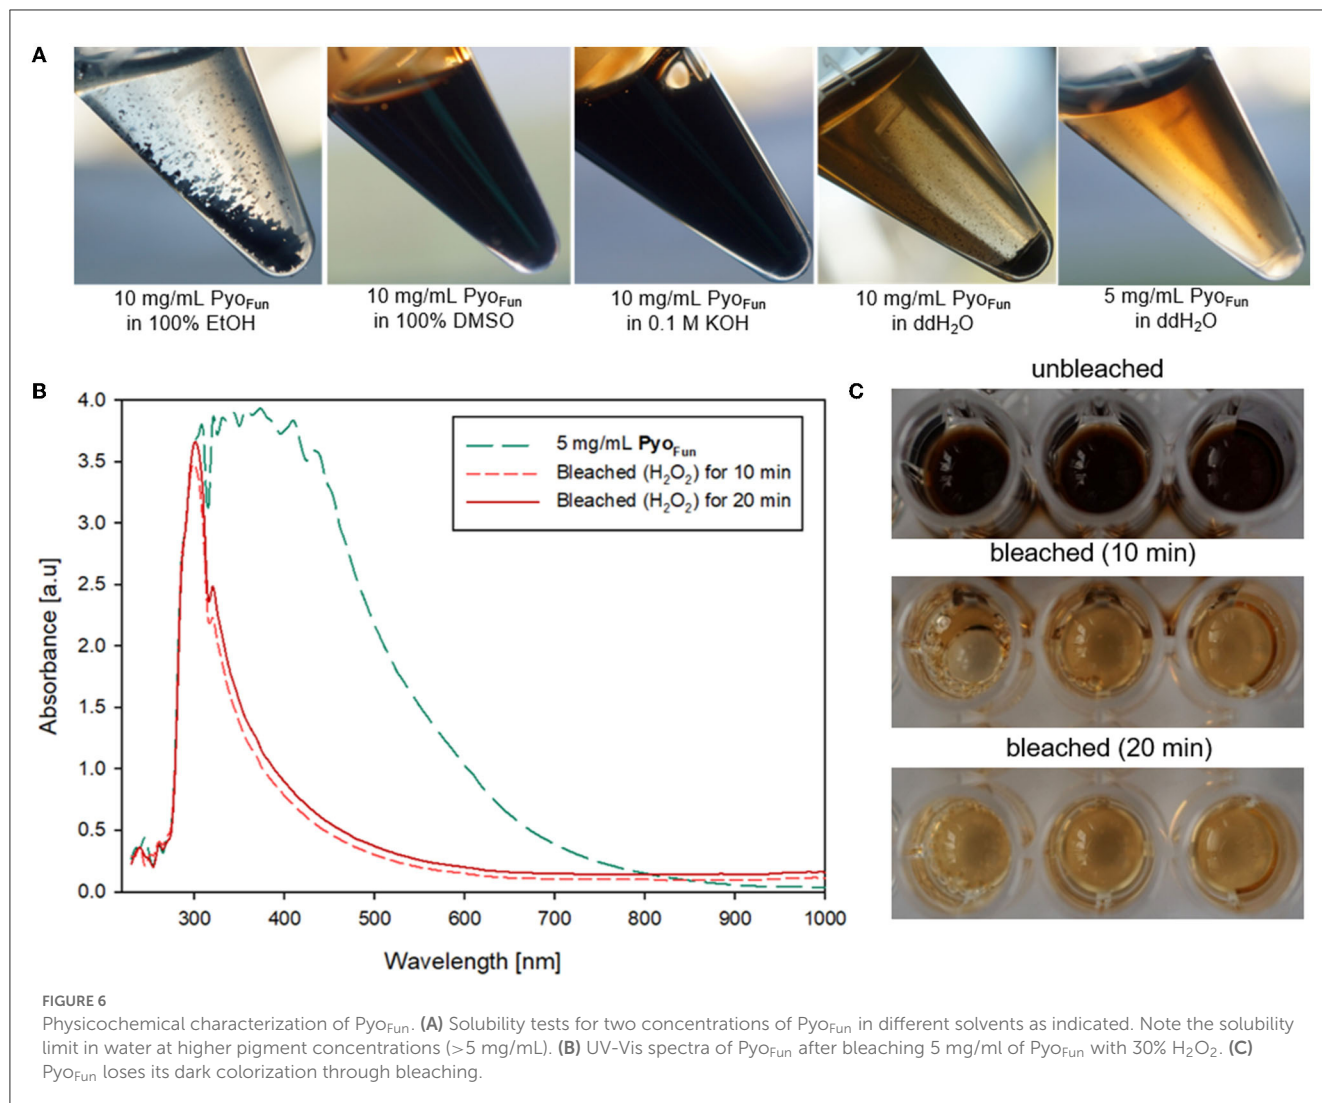 A
10 mg/mL PyoFun
in 100% EtOH
10 mg/mL PyoFun
in 100% DMSO
10 mg/mL PyoFun
in 0.1 M KOH
10 mg/mL PyoFun
in ddH2O
5 mg/mL PyoFun
in ddH2O
B
4.0
3.5
3.0
2.5
2.0
1.5
1.0
0.5
0.0
Absorbance [a.u]
5 mg/mL PyoFun
Bleached (H2O2) for 10 min
Bleached (H2O2) for 20 min
300 400 500 600 700 800 900 1000
Wavelength [nm]
C
unbleached
bleached (10 min)
bleached (20 min)
FIGURE 6
Physicochemical characterization of PyoFun. (A) Solubility tests for two concentrations of PyoFun in different solvents as indicated. Note the solubility
limit in water at higher pigment concentrations (>5 mg/mL). (B) UV-Vis spectra of PyoFun after bleaching 5 mg/ml of PyoFun with 30% H2O2. (C)
PyoFun loses its dark colorization through bleaching.